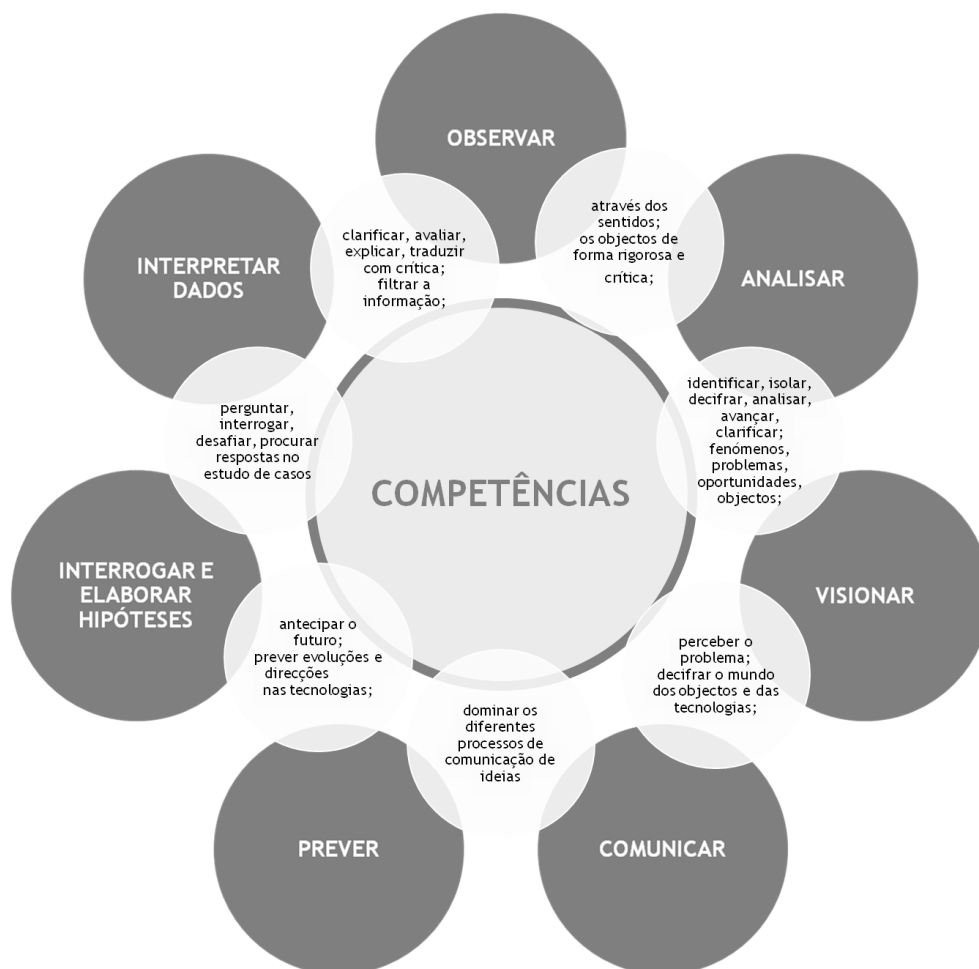 OBSERVAR
através dos
sentidos;
os objectos de
forma rigorosa e
crítica;
ANALISAR
identificar, isolar,
decifrar, analisar,
avançar,
clarificar;
fenómenos,
problemas,
oportunidades,
objectos;
VISIONAR
perceber o
problema;
decifrar o mundo
dos objectos e das
tecnologias;
COMUNICAR
dominar os
diferentes
processos de
comunicação de
ideias
PREVER
antecipar o
futuro;
prever evoluções e
direcções
nas tecnologias;
INTERROGAR E
ELABORAR
HIPÓTESES
perguntar,
interrogar,
desafiar, procurar
respostas no
estudo de casos
INTERPRETAR
DADOS
clarificar, avaliar,
explicar, traduzir
com crítica;
filtrar a
informação;
COMPETÊNCIAS